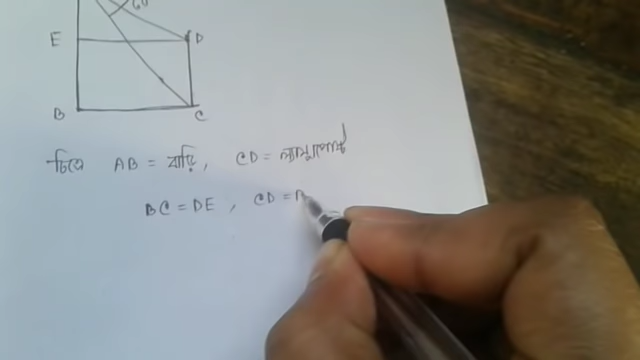 60
E D
B C
চিত্রে AB = বাড়ি, CD = ল্যাম্পপোস্ট
BC = DE, CD =